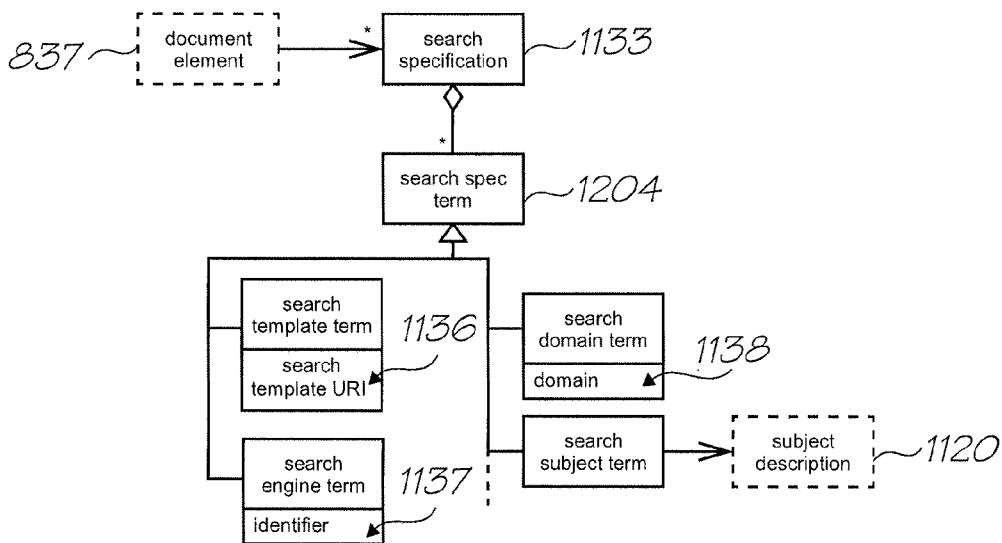 837
document
element
*
search
specification
1133
*
search spec
term
1204
search
template term
search
template URI
1136
search
domain term
domain
1138
search
engine term
identifier
1137
search
subject term
subject
description
1120